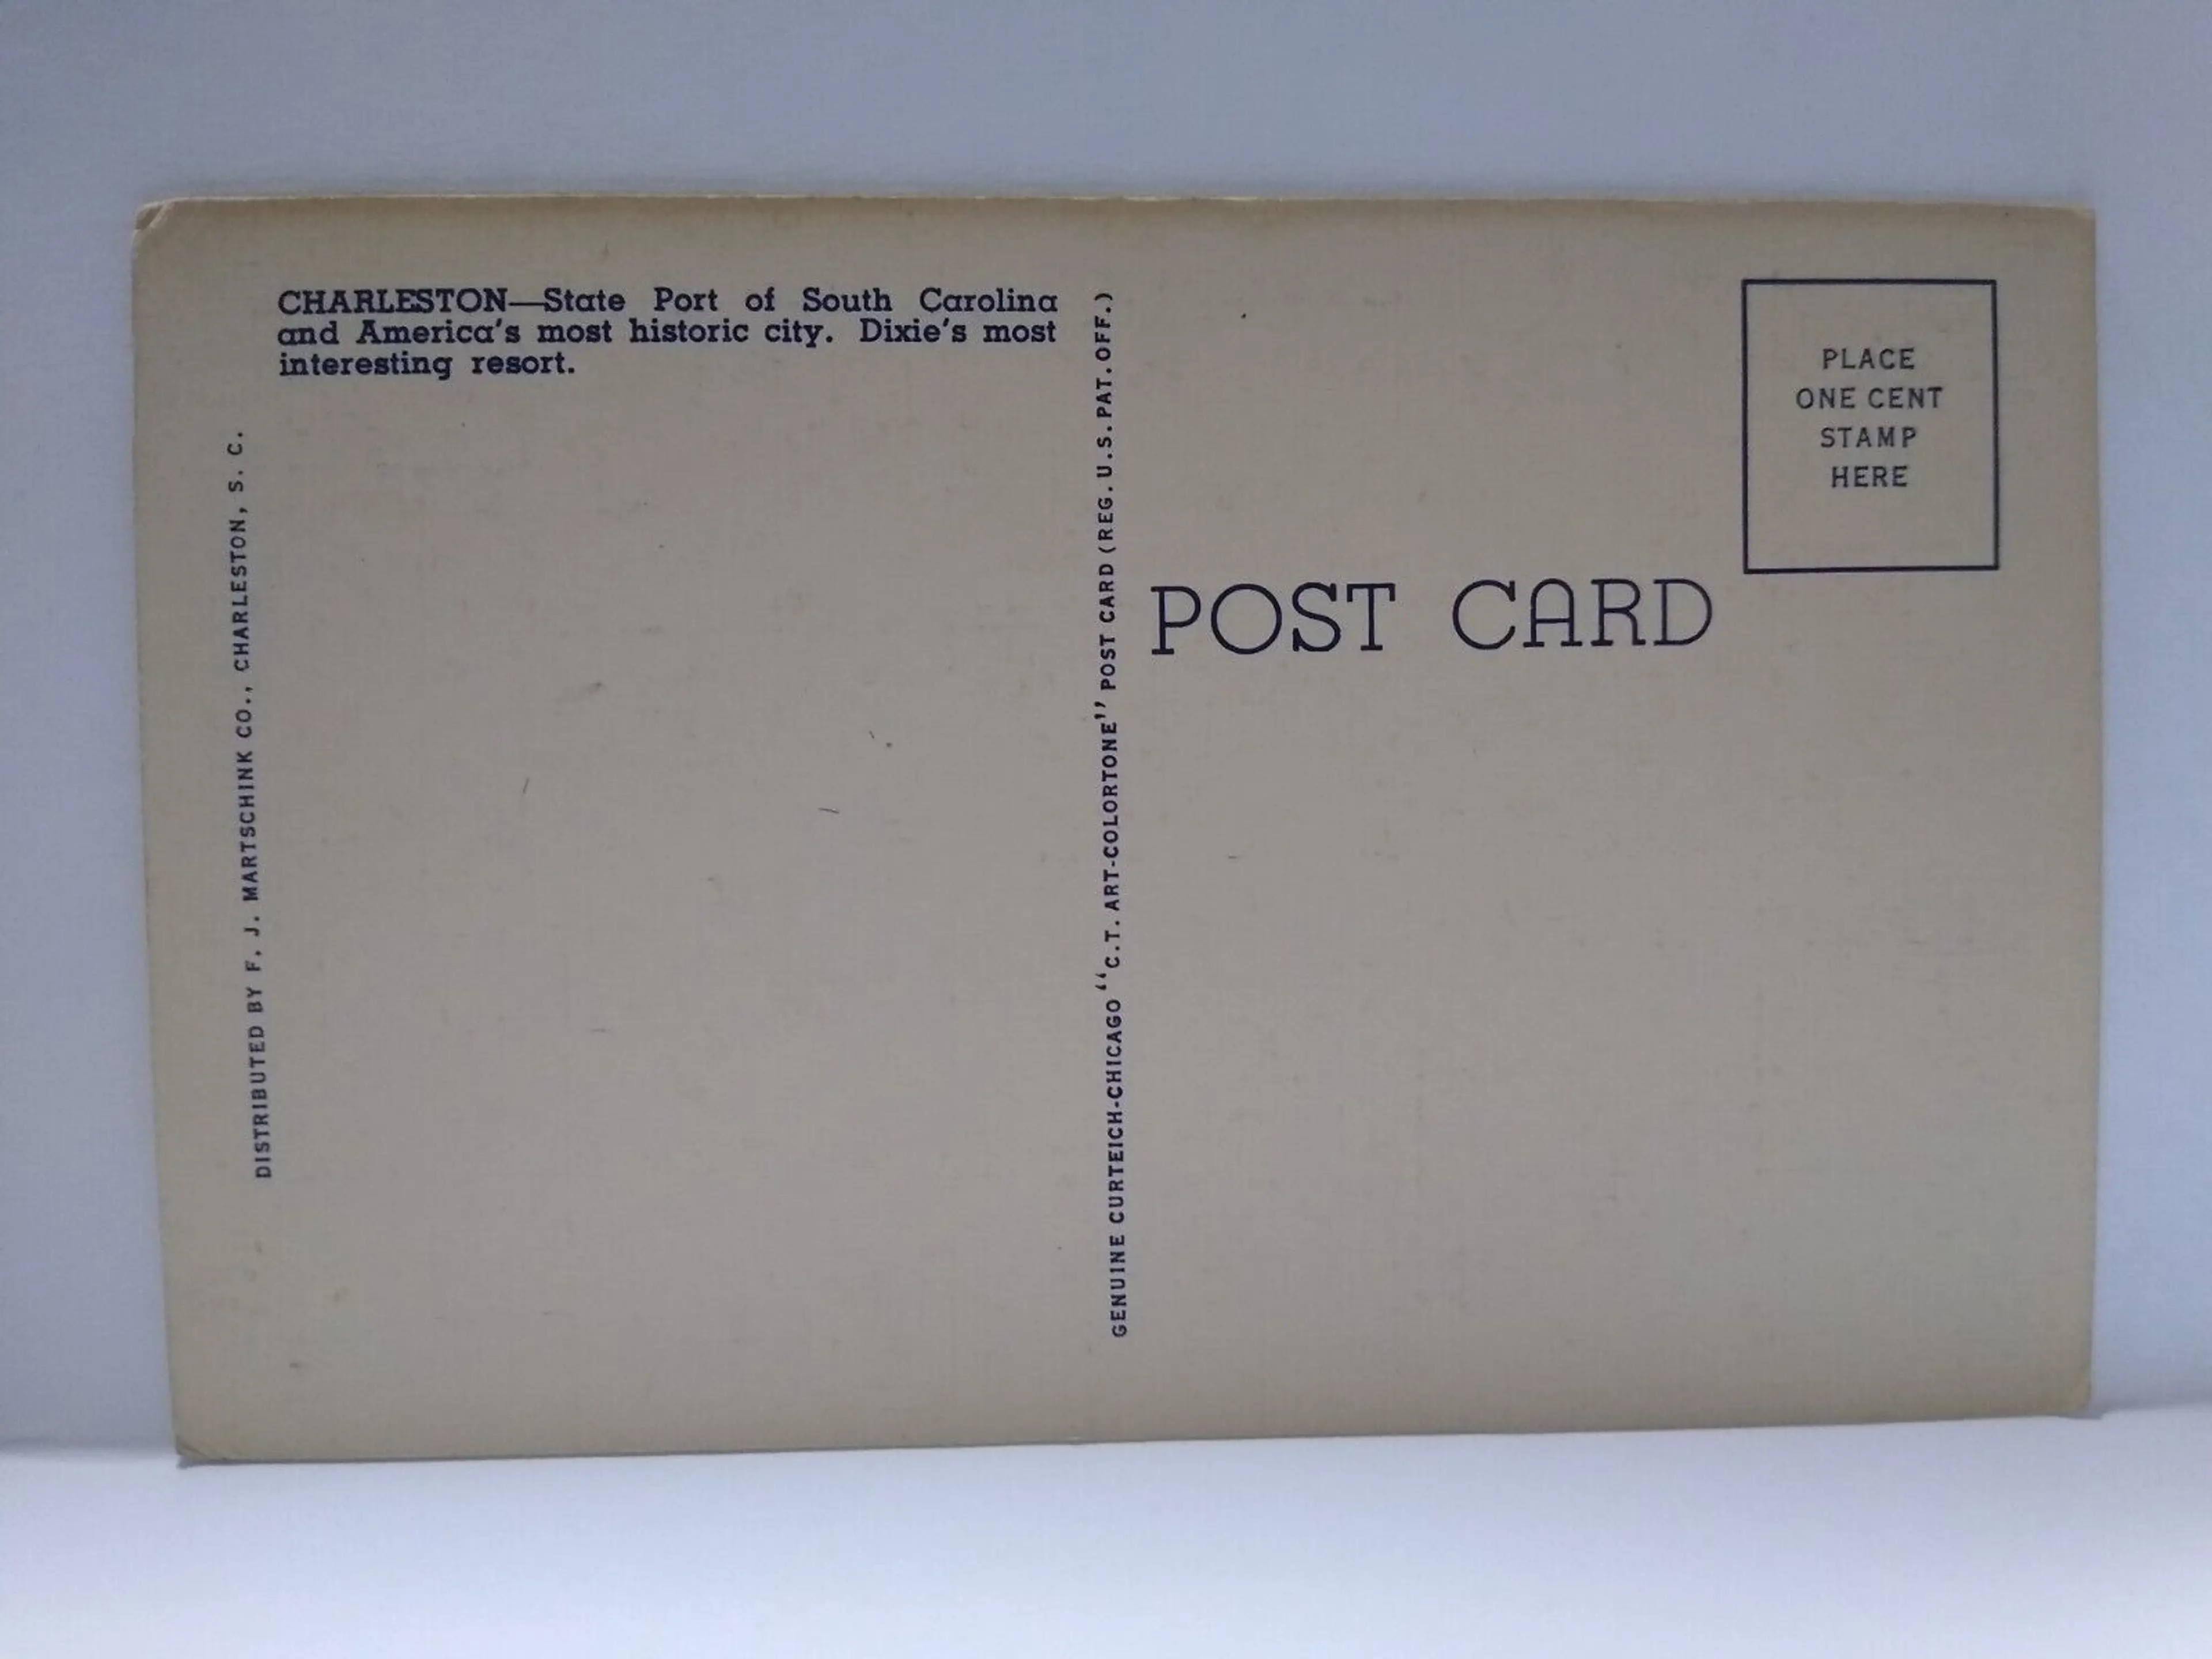 CHARLESTON—State Port of South Carolina
and America's most historic city. Dixie's most
interesting resort.
DISTRIBUTED BY F. J. MARTSCHINK CO., CHARLESTON, S. C.
GENUINE CURTEICH-CHICAGO "C.T. ART-COLORTONE" POST CARD (REG. U.S. PAT. OFF.)
POST CARD
PLACE
ONE CENT
STAMP
HERE